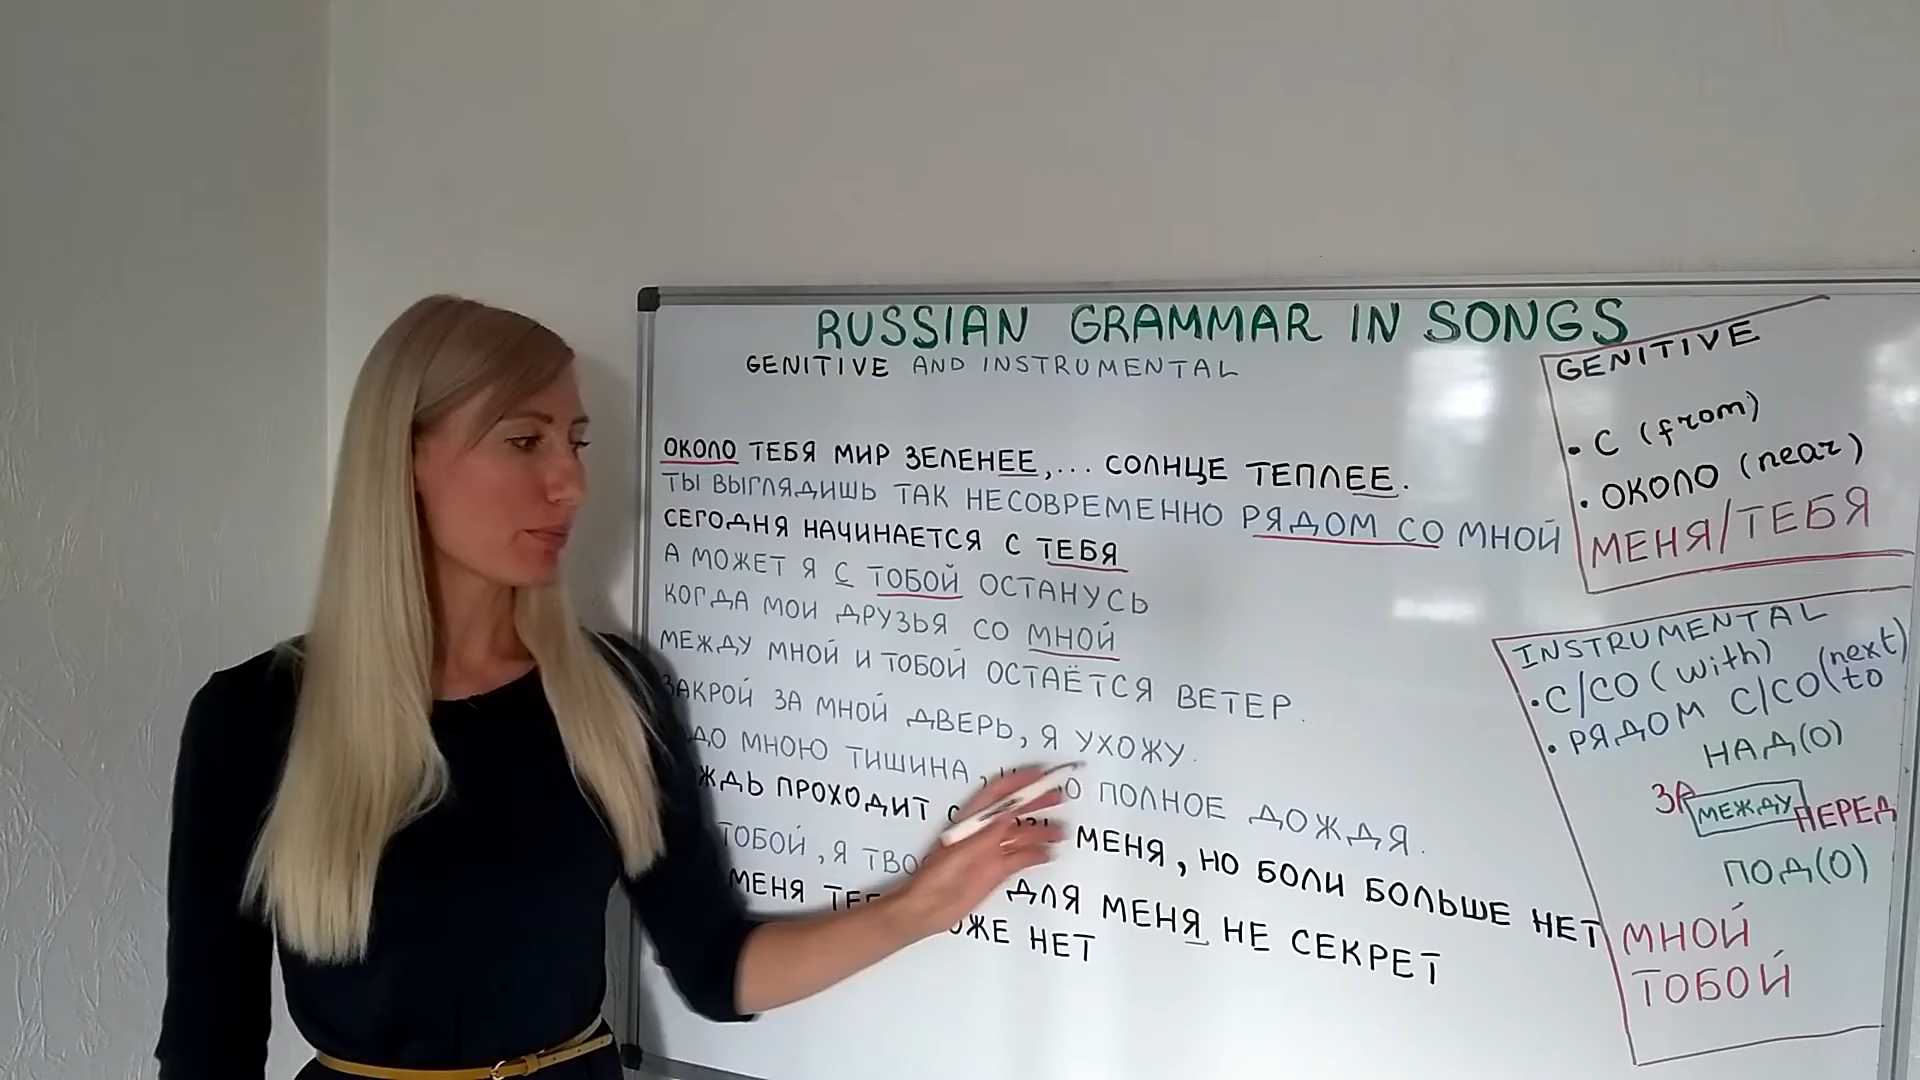 RUSSIAN GRAMMAR IN SONGS
GENITIVE AND INSTRUMENTAL
ОКОЛО ТЕБЯ МИР ЗЕЛЕНЕЕ,... СОЛНЦЕ ТЕПЛЕЕ.
ТЫ ВЫГЛЯДИШЬ ТАК НЕСОВРЕМЕННО РЯДОМ СО МНОЙ
СЕГОДНЯ НАЧИНАЕТСЯ С ТЕБЯ
А МОЖЕТ Я С ТОБОЙ ОСТАНУСЬ
КОГДА МОИ ДРУЗЬЯ СО МНОЙ
МЕЖДУ МНОЙ И ТОБОЙ ОСТАЁТСЯ ВЕТЕР.
ЗАКРОЙ ЗА МНОЙ ДВЕРЬ, Я УХОЖУ.
МНОЮ ТИШИНА, ПОЛНОЕ ДОЖДЯ.
ПРОХОДИТ МЕНЯ, НО БОЛИ БОЛЬШЕ НЕТ
ТОБОЙ, Я
МЕНЯ ДЛЯ МЕНЯ НЕ СЕКРЕТ
НЕТ
GENITIVE
• С (from)
• ОКОЛО (near)
МЕНЯ/ТЕБЯ
INSTRUMENTAL
• С/СО (with)
• РЯДОМ С/СО (next to
НАД(О)
ЗА МЕЖДУ ПЕРЕД
ПОД(О)
МНОЙ
ТОБОЙ